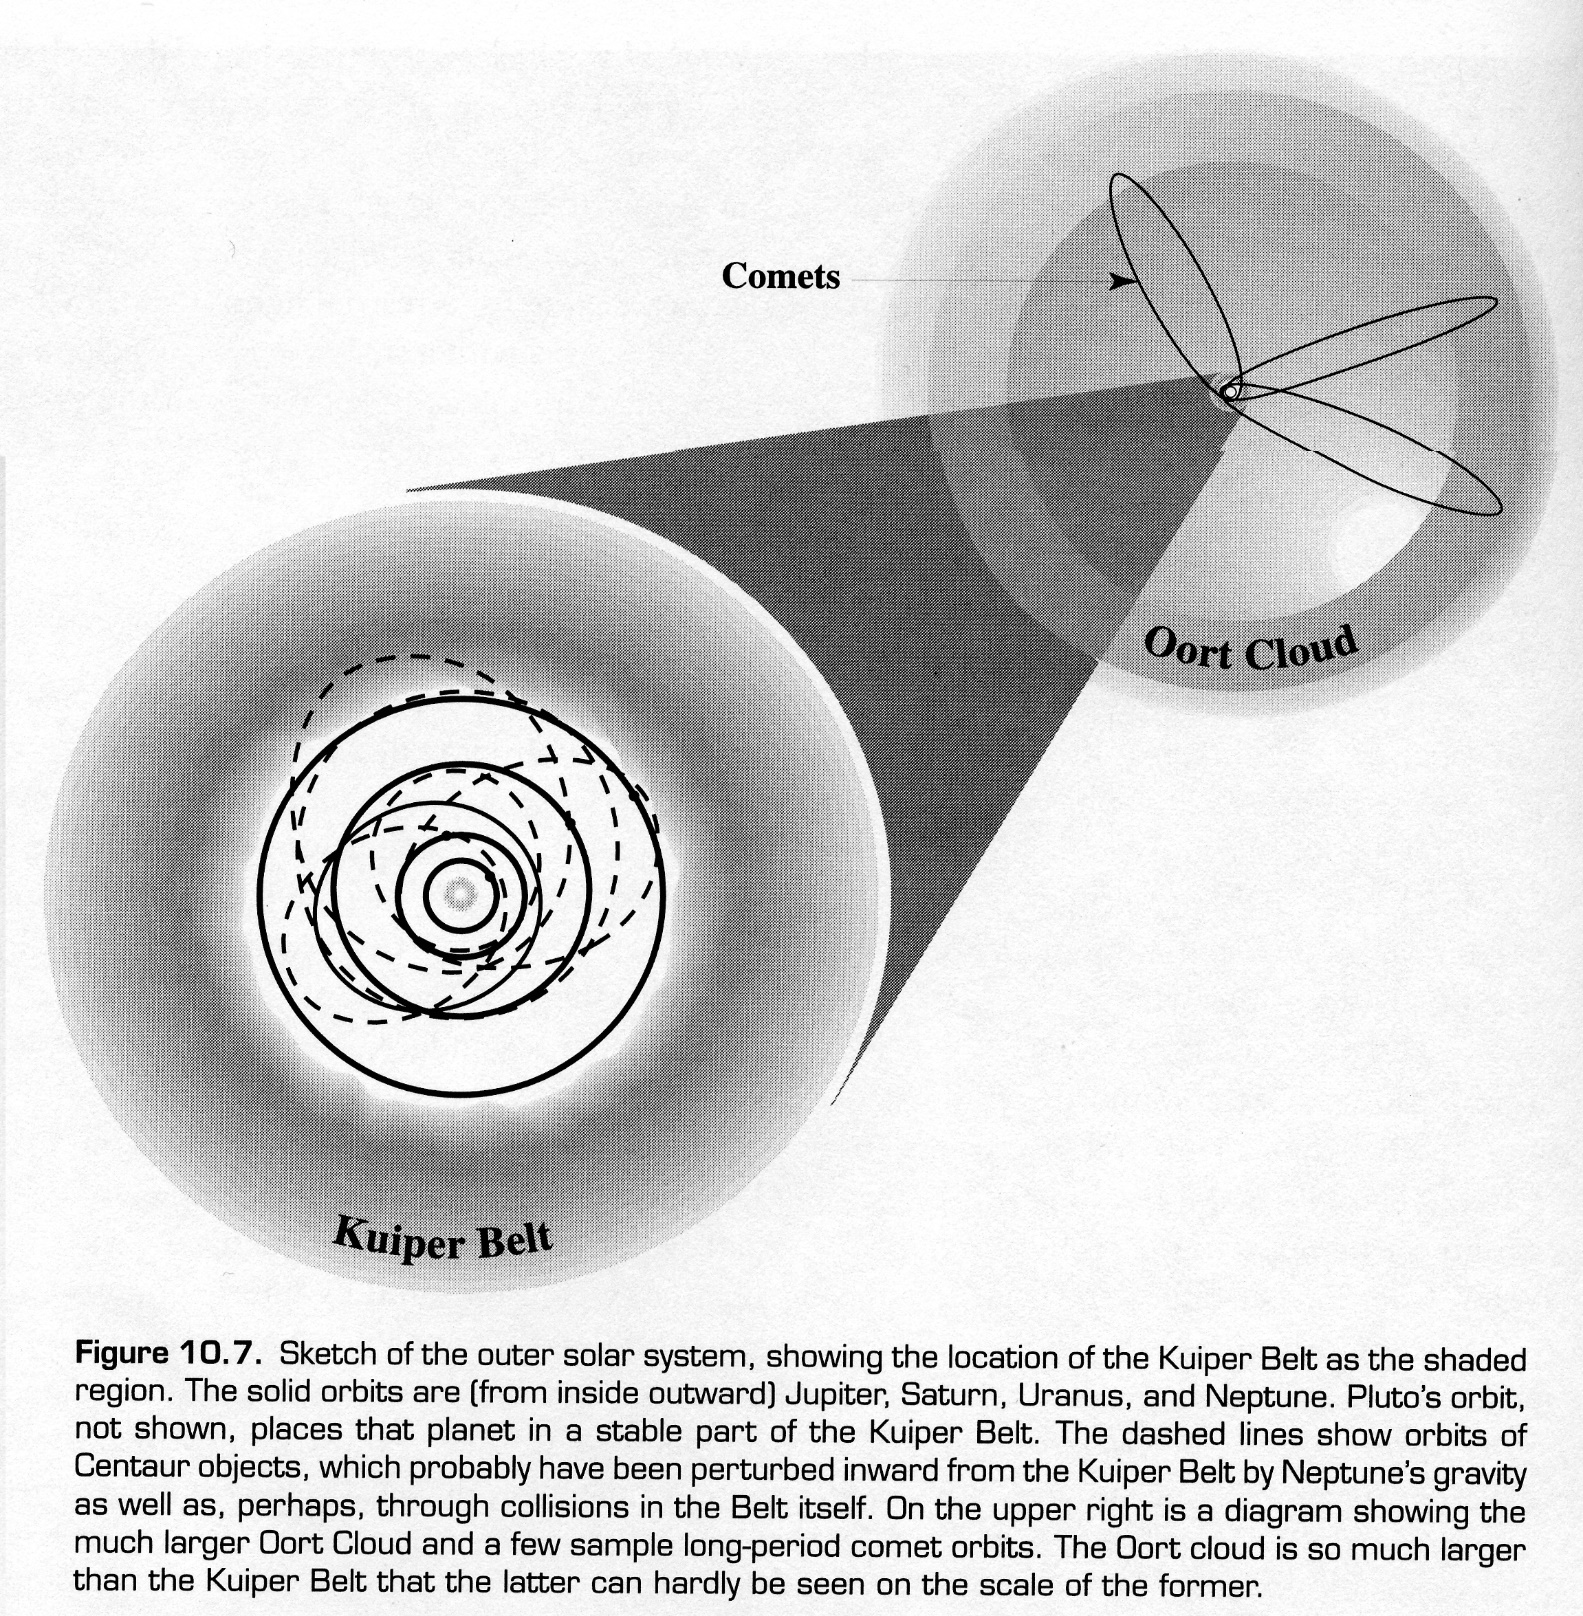 Comets
Oort Cloud
Kuiper Belt
Figure 10.7. Sketch of the outer solar system, showing the location of the Kuiper Belt as the shaded
region. The solid orbits are (from inside outward) Jupiter, Saturn, Uranus, and Neptune. Pluto's orbit,
not shown, places that planet in a stable part of the Kuiper Belt. The dashed lines show orbits of
Centaur objects, which probably have been perturbed inward from the Kuiper Belt by Neptune's gravity
as well as, perhaps, through collisions in the Belt itself. On the upper right is a diagram showing the
much larger Oort Cloud and a few sample long-period comet orbits. The Oort cloud is so much larger
than the Kuiper Belt that the latter can hardly be seen on the scale of the former.